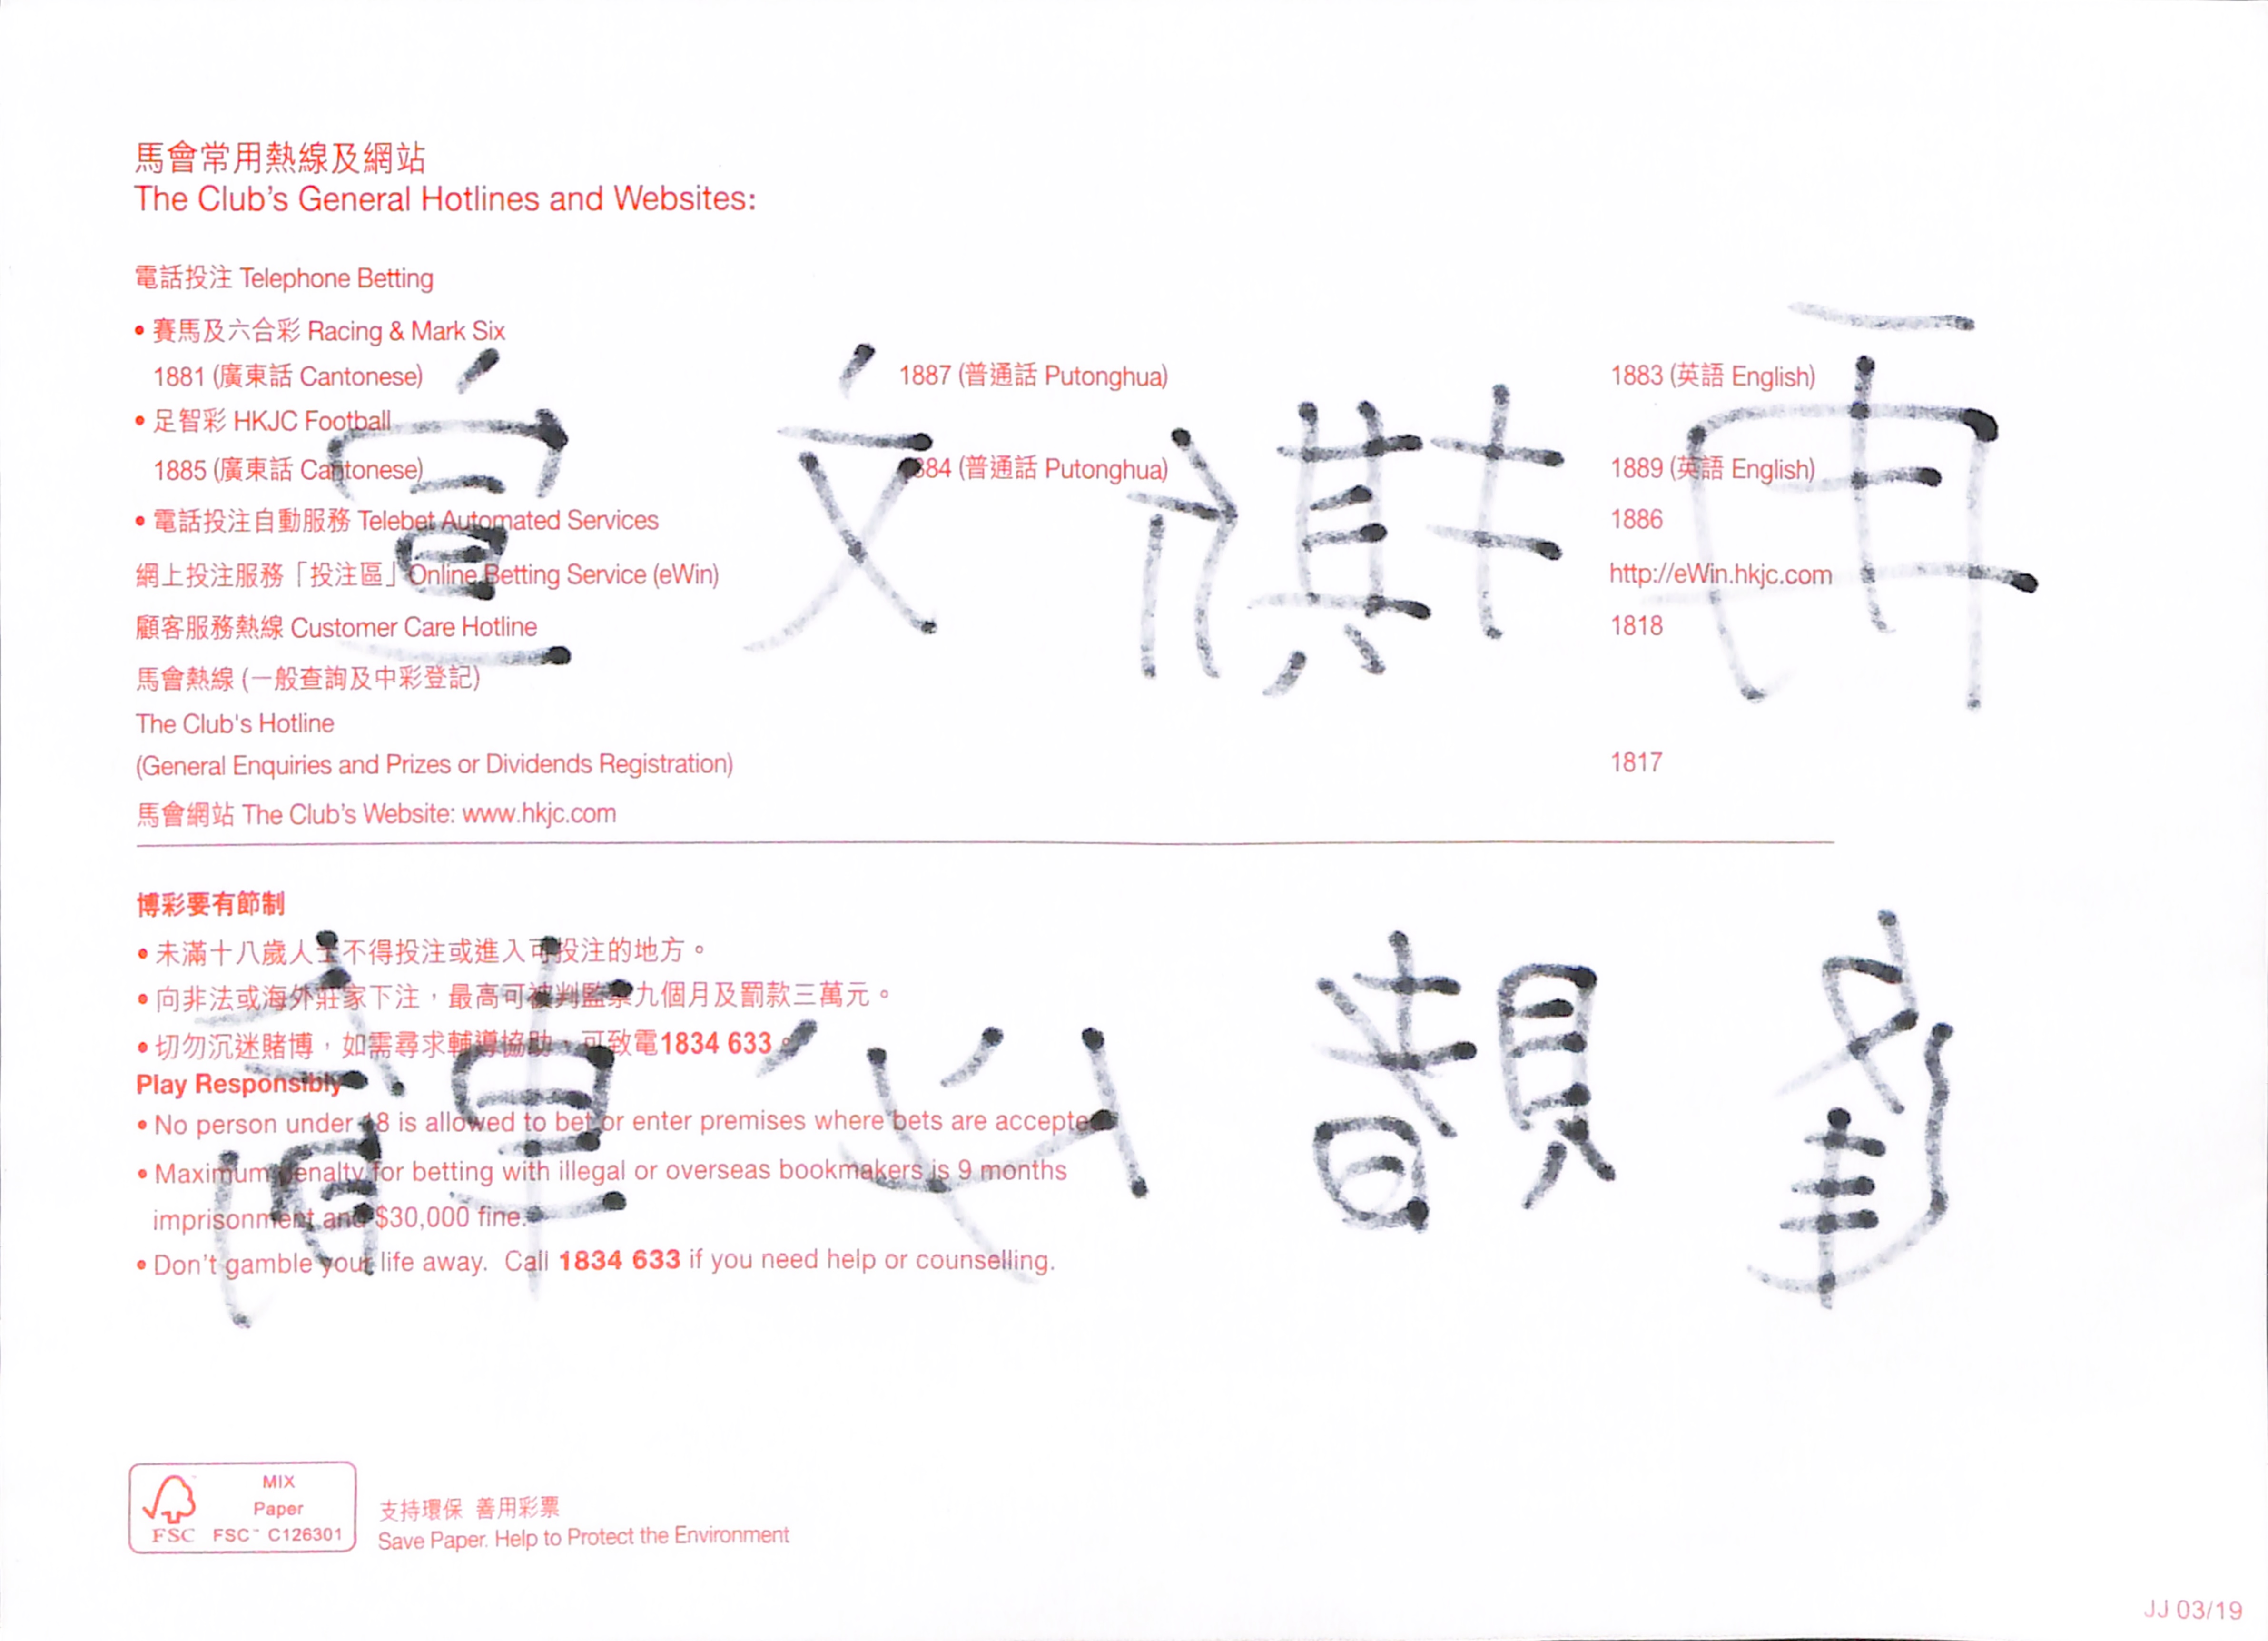 馬會常用熱線及網站
The Club's General Hotlines and Websites:
電話投注 Telephone Betting
• 賽馬及六合彩 Racing & Mark Six
1881 (廣東話 Cantonese) 1887 (普通話 Putonghua) 1883 (英語 English)
• 足智彩 HKJC Football
1885 (廣東話 Cantonese) 1884 (普通話 Putonghua) 1889 (英語 English)
• 電話投注自動服務 Telebet Automated Services 1886
網上投注服務「投注區」Online Betting Service (eWin) http://eWin.hkjc.com
顧客服務熱線 Customer Care Hotline 1818
馬會熱線 (一般查詢及中彩登記)
The Club's Hotline
(General Enquiries and Prizes or Dividends Registration) 1817
馬會網站 The Club's Website: www.hkjc.com
宣 文 再
博彩要有節制
• 未滿十八歲人士不得投注或進入可投注的地方。
• 向非法或海外莊家下注，最高可被判監禁九個月及罰款三萬元。
• 切勿沉迷賭博，如需尋求輔導協助，可致電1834 633。
Play Responsibly
• No person under 18 is allowed to bet or enter premises where bets are accepted
• Maximum penalty for betting with illegal or overseas bookmakers is 9 months
imprisonment and $30,000 fine.
• Don't gamble your life away. Call 1834 633 if you need help or counselling.
MIX
Paper
FSC FSC™ C126301
支持環保 善用彩票
Save Paper. Help to Protect the Environment
JJ 03/19